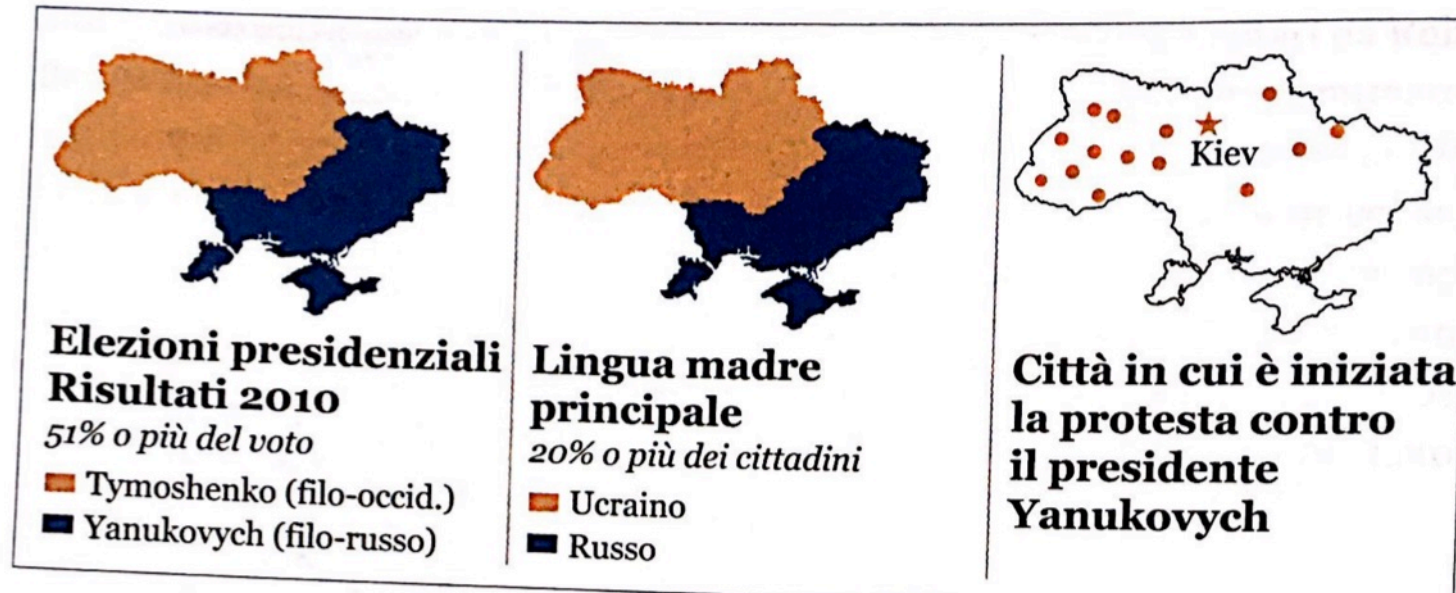 Elezioni presidenziali
Risultati 2010
51% o più del voto
Tymoshenko (filo-occid.)
Yanukovych (filo-russo)
Lingua madre
principale
20% o più dei cittadini
Ucraino
Russo
Kiev
Città in cui è iniziata
la protesta contro
il presidente
Yanukovych